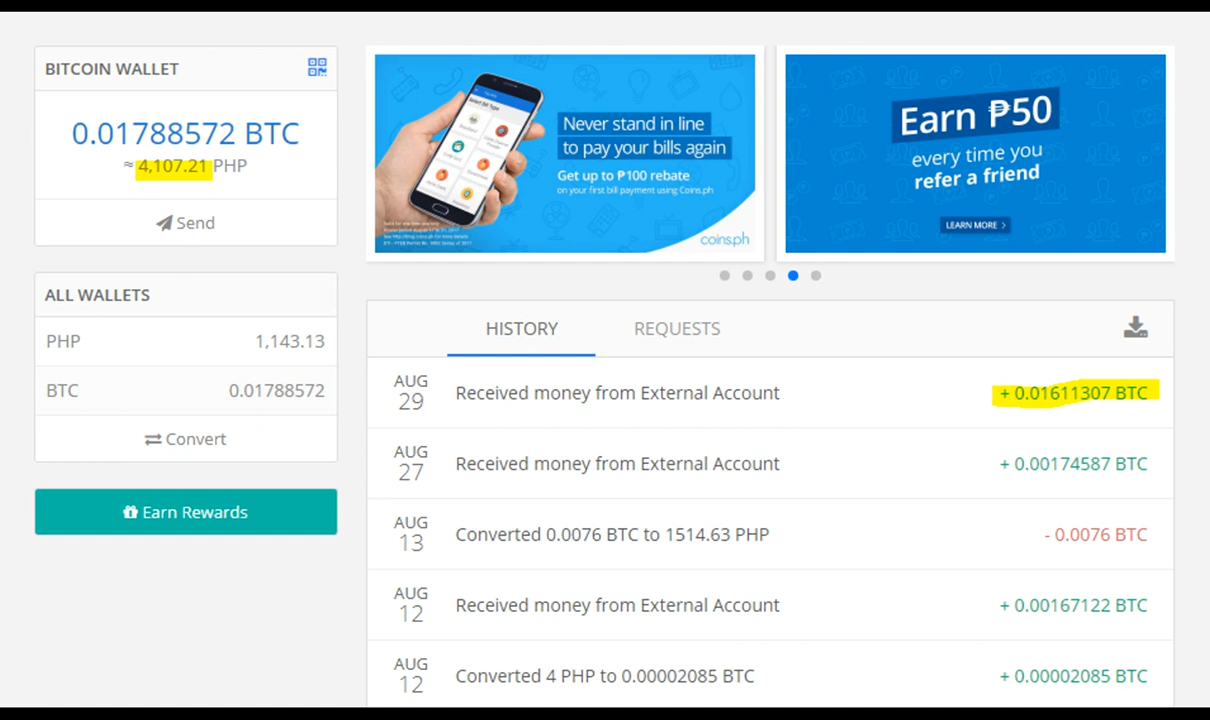 BITCOIN WALLET
0.01788572 BTC
≈ 4,107.21 PHP
Send
ALL WALLETS
PHP 1,143.13
BTC 0.01788572
Convert
Earn Rewards
Never stand in line
to pay your bills again
Get up to ₱100 rebate
on your first bill payment using Coins.ph
coins.ph
Earn ₱50
every time you
refer a friend
LEARN MORE >
HISTORY REQUESTS
AUG 29 Received money from External Account + 0.01611307 BTC
AUG 27 Received money from External Account + 0.00174587 BTC
AUG 13 Converted 0.0076 BTC to 1514.63 PHP - 0.0076 BTC
AUG 12 Received money from External Account + 0.00167122 BTC
AUG 12 Converted 4 PHP to 0.00002085 BTC + 0.00002085 BTC